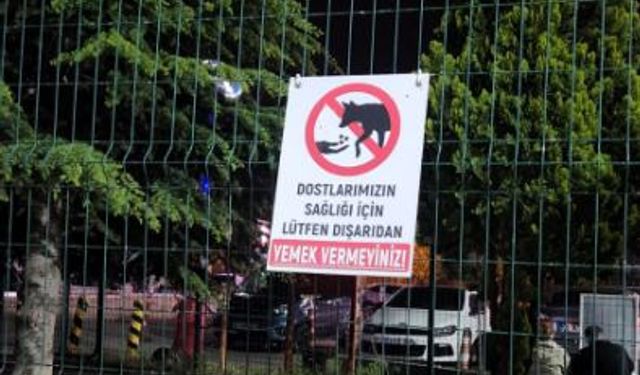 DOSTLARIMIZIN
SAĞLIĞI İÇİN
LÜTFEN DIŞARIDAN
YEMEK VERMEYİNİZ!